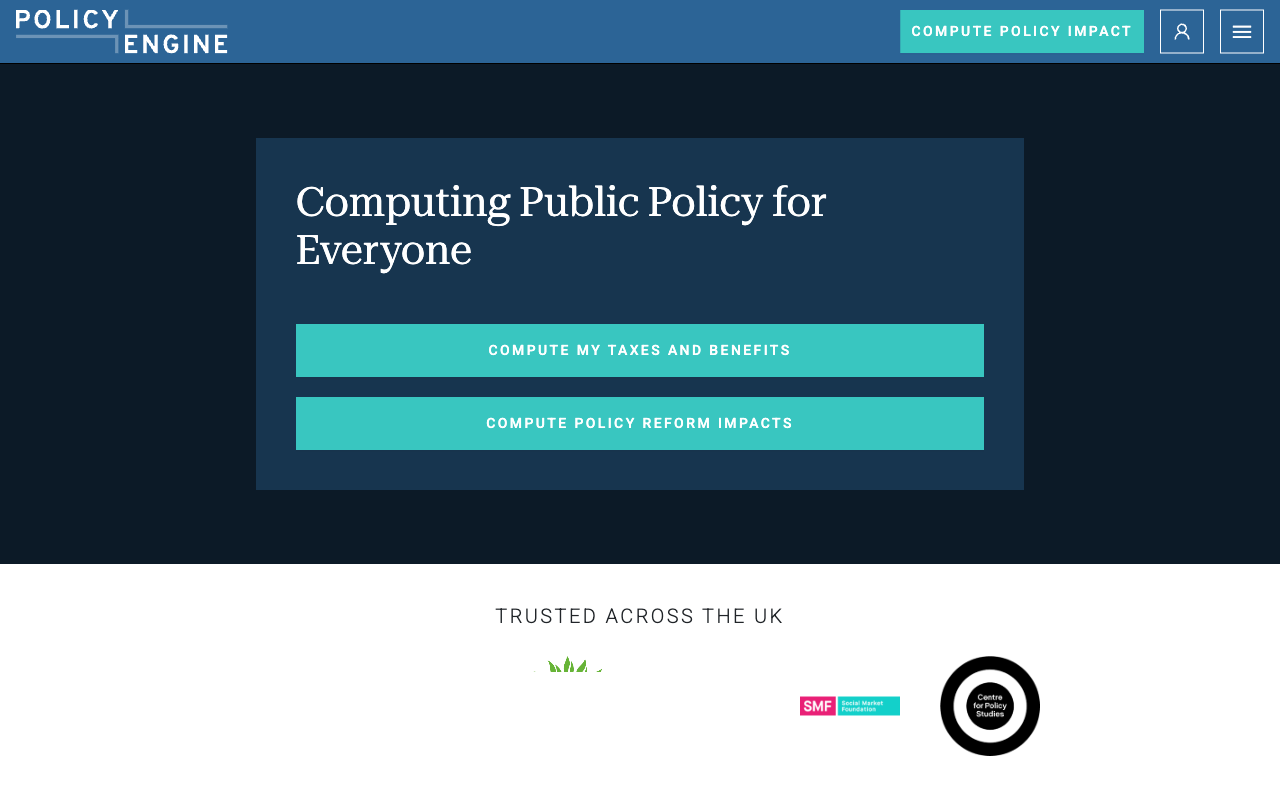 POLICY
ENGINE
COMPUTE POLICY IMPACT
Computing Public Policy for
Everyone
COMPUTE MY TAXES AND BENEFITS
COMPUTE POLICY REFORM IMPACTS
TRUSTED ACROSS THE UK
SMF
Social Market
Foundation
Centre
for Policy
Studies